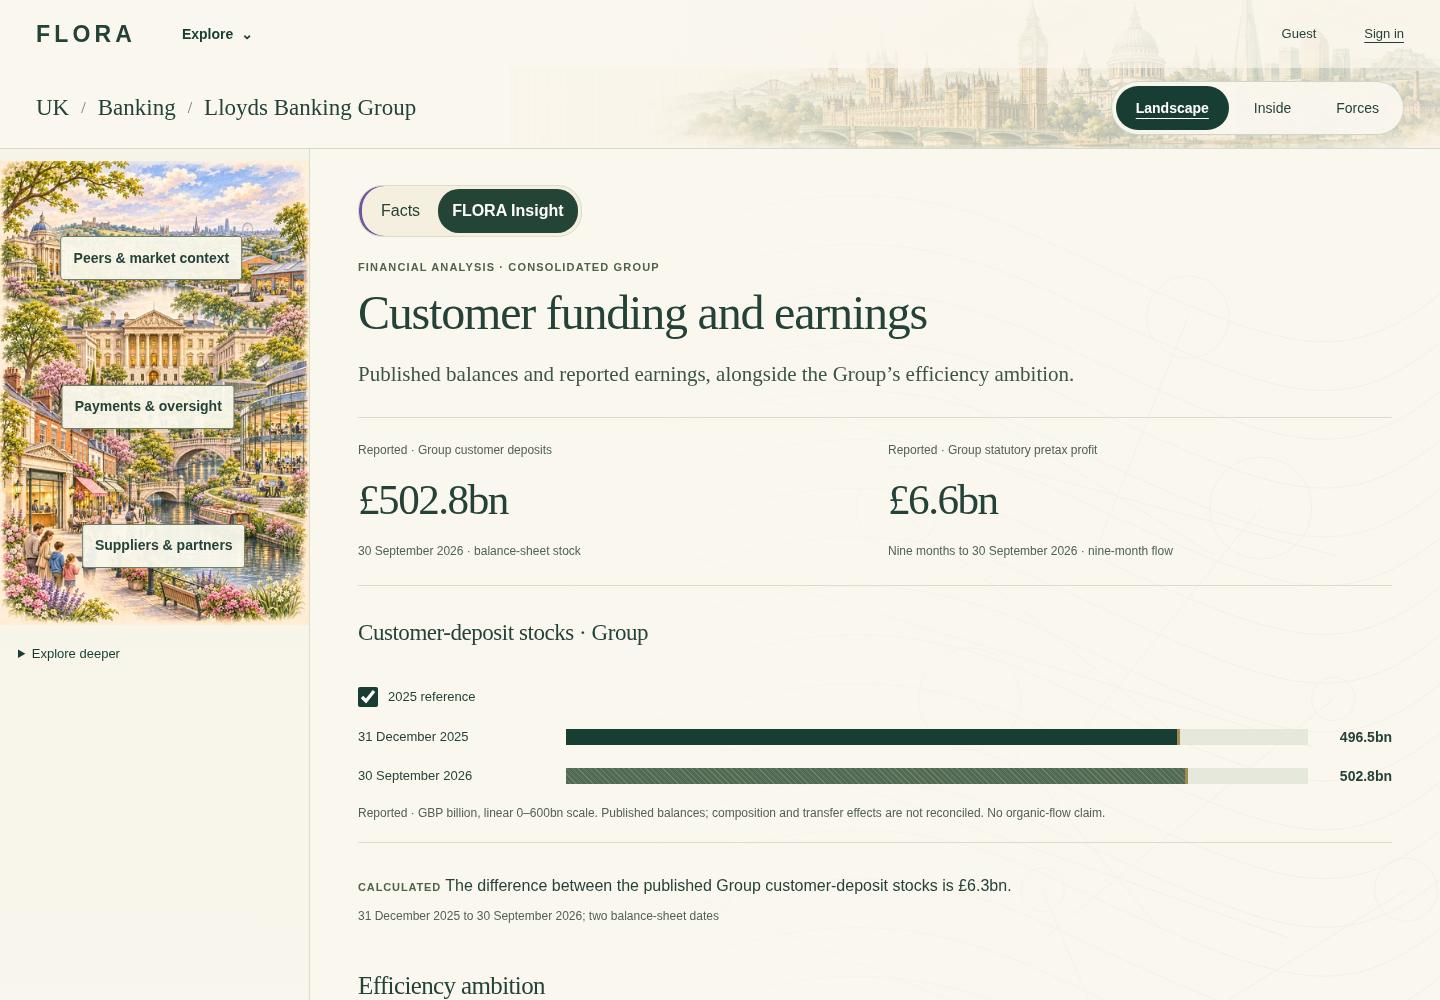 FLORA
Explore
Guest
Sign in
UK / Banking / Lloyds Banking Group
Landscape
Inside
Forces
Peers & market context
Payments & oversight
Suppliers & partners
Explore deeper
Facts
FLORA Insight
FINANCIAL ANALYSIS · CONSOLIDATED GROUP
Customer funding and earnings
Published balances and reported earnings, alongside the Group’s efficiency ambition.
Reported · Group customer deposits
£502.8bn
30 September 2026 · balance-sheet stock
Reported · Group statutory pretax profit
£6.6bn
Nine months to 30 September 2026 · nine-month flow
Customer-deposit stocks · Group
2025 reference
31 December 2025 496.5bn
30 September 2026 502.8bn
Reported · GBP billion, linear 0–600bn scale. Published balances; composition and transfer effects are not reconciled. No organic-flow claim.
CALCULATED The difference between the published Group customer-deposit stocks is £6.3bn.
31 December 2025 to 30 September 2026; two balance-sheet dates
Efficiency ambition